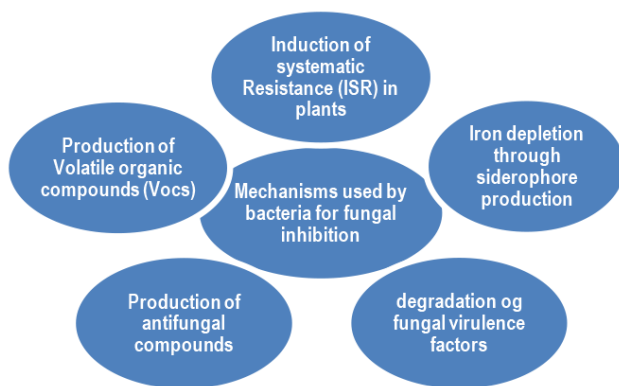 Induction of
systematic
Resistance (ISR) in
plants
Production of
Volatile organic
compounds (Vocs)
Iron depletion
through
siderophore
production
Mechanisms used by
bacteria for fungal
inhibition
Production of
antifungal
compounds
degradation og
fungal virulence
factors